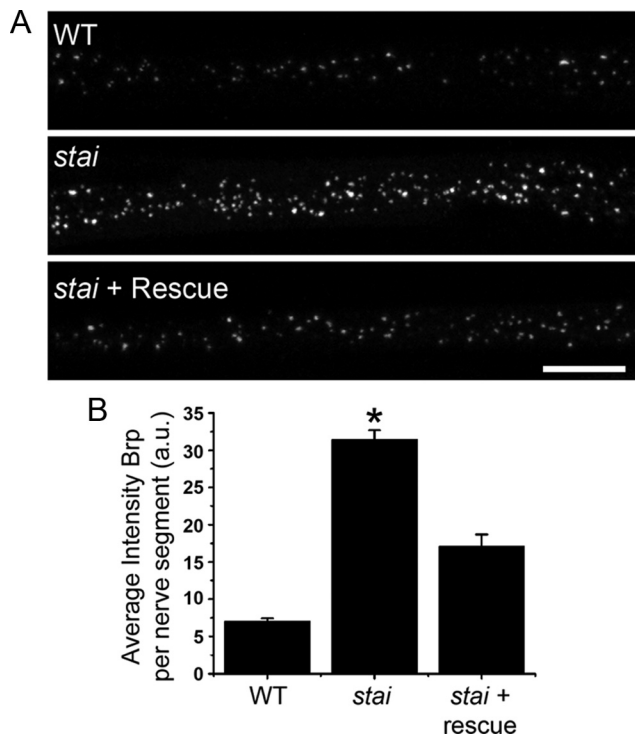 A
WT
stai
stai + Rescue
B
Average Intensity Brp
per nerve segment (a.u.)
35
30
25
20
15
10
5
0
*
WT
stai
stai +
rescue